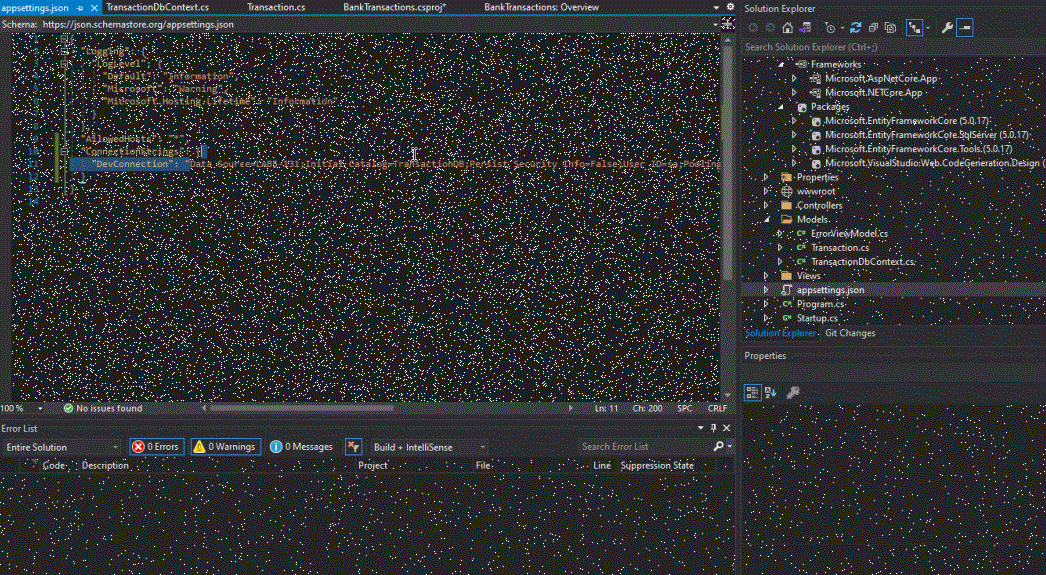 appsettings.json
TransactionDbContext.cs
Transaction.cs
BankTransactions.csproj*
BankTransactions: Overview
Schema: https://json.schemastore.org/appsettings.json
"Logging": {
"LogLevel": {
"Default": "Information"
"Microsoft": "Warning"
"Microsoft.Hosting.Lifetime": "Information"
"AllowedHosts": "*"
"ConnectionStrings": {
"DevConnection": "Data Source= Initial Catalog=TransactionDB;Persist Security Info=False;User ID=sa;Pooling
100 %
No issues found
Ln: 11
Ch: 200
SPC
CRLF
Error List
Entire Solution
0 Errors
0 Warnings
0 Messages
Build + IntelliSense
Search Error List
Code
Description
Project
File
Line
Suppression State
Solution Explorer
Search Solution Explorer (Ctrl+;)
Frameworks
Microsoft.AspNetCore.App
Microsoft.NETCore.App
Packages
Microsoft.EntityFrameworkCore (5.0.17)
Microsoft.EntityFrameworkCore.SqlServer (5.0.17)
Microsoft.EntityFrameworkCore.Tools (5.0.17)
Microsoft.VisualStudio.Web.CodeGeneration.Design (
Properties
wwwroot
Controllers
Models
ErrorViewModel.cs
Transaction.cs
TransactionDbContext.cs
Views
appsettings.json
Program.cs
Startup.cs
Solution Explorer
Git Changes
Properties